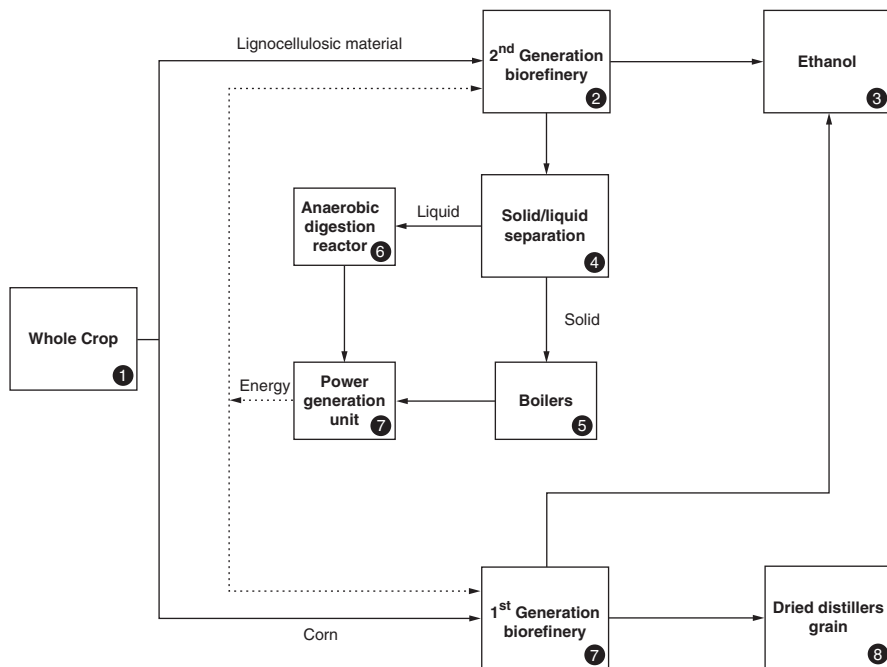 Lignocellulosic material
2nd Generation
biorefinery
2
Ethanol
3
Anaerobic
digestion
reactor
6
Liquid
Solid/liquid
separation
4
Whole Crop
1
Solid
Energy
Power
generation
unit
7
Boilers
5
Corn
1st Generation
biorefinery
7
Dried distillers
grain
8